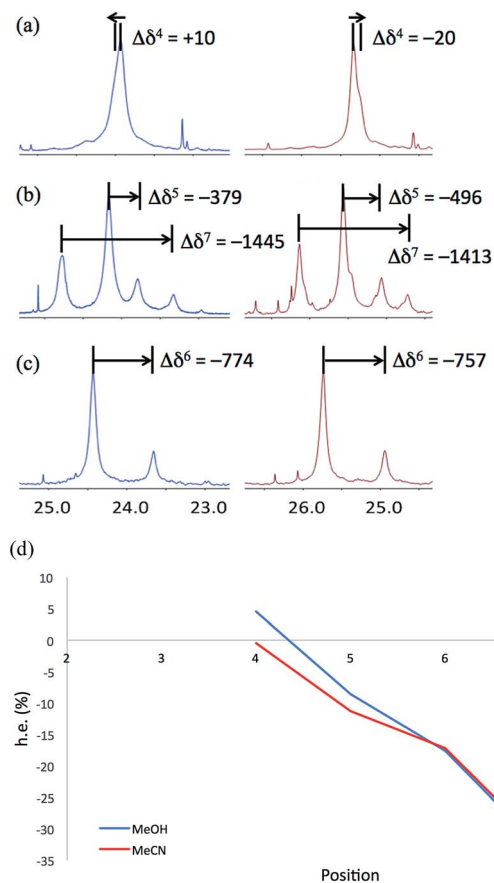 (a)
Δδ⁴ = +10
Δδ⁴ = –20
(b)
Δδ⁵ = –379
Δδ⁷ = –1445
Δδ⁵ = –496
Δδ⁷ = –1413
(c)
Δδ⁶ = –774
Δδ⁶ = –757
25.0 24.0 23.0
26.0 25.0
(d)
10
5
0
-5
-10
-15
-20
-25
-30
-35
h.e. (%)
2 3 4 5 6
MeOH
MeCN
Position